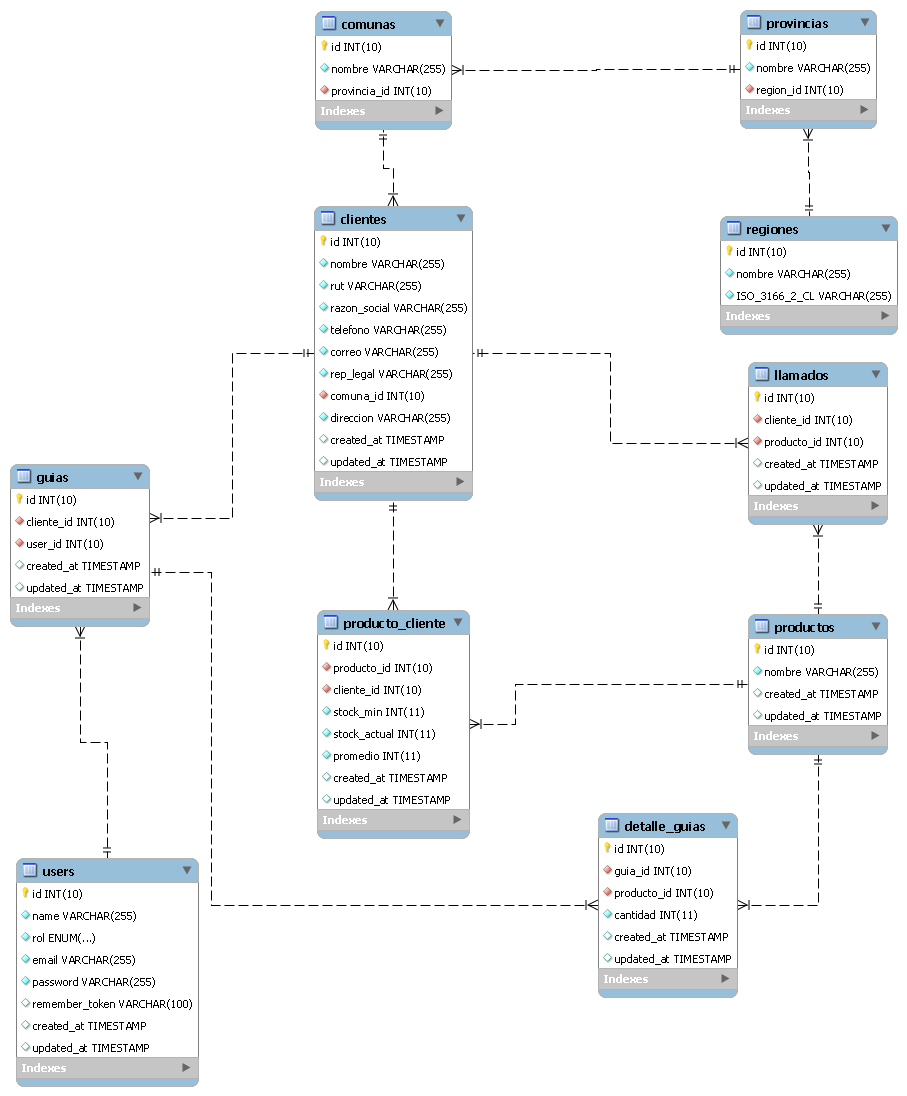 comunas
id INT(10)
nombre VARCHAR(255)
provincia_id INT(10)
Indexes
provincias
id INT(10)
nombre VARCHAR(255)
region_id INT(10)
Indexes
clientes
id INT(10)
nombre VARCHAR(255)
rut VARCHAR(255)
razon_social VARCHAR(255)
telefono VARCHAR(255)
correo VARCHAR(255)
rep_legal VARCHAR(255)
comuna_id INT(10)
direccion VARCHAR(255)
created_at TIMESTAMP
updated_at TIMESTAMP
Indexes
regiones
id INT(10)
nombre VARCHAR(255)
ISO_3166_2_CL VARCHAR(255)
Indexes
llamados
id INT(10)
cliente_id INT(10)
producto_id INT(10)
created_at TIMESTAMP
updated_at TIMESTAMP
Indexes
guias
id INT(10)
cliente_id INT(10)
user_id INT(10)
created_at TIMESTAMP
updated_at TIMESTAMP
Indexes
producto_cliente
id INT(10)
producto_id INT(10)
cliente_id INT(10)
stock_min INT(11)
stock_actual INT(11)
promedio INT(11)
created_at TIMESTAMP
updated_at TIMESTAMP
Indexes
productos
id INT(10)
nombre VARCHAR(255)
created_at TIMESTAMP
updated_at TIMESTAMP
Indexes
detalle_guias
id INT(10)
guia_id INT(10)
producto_id INT(10)
cantidad INT(11)
created_at TIMESTAMP
updated_at TIMESTAMP
Indexes
users
id INT(10)
name VARCHAR(255)
rol ENUM(...)
email VARCHAR(255)
password VARCHAR(255)
remember_token VARCHAR(100)
created_at TIMESTAMP
updated_at TIMESTAMP
Indexes